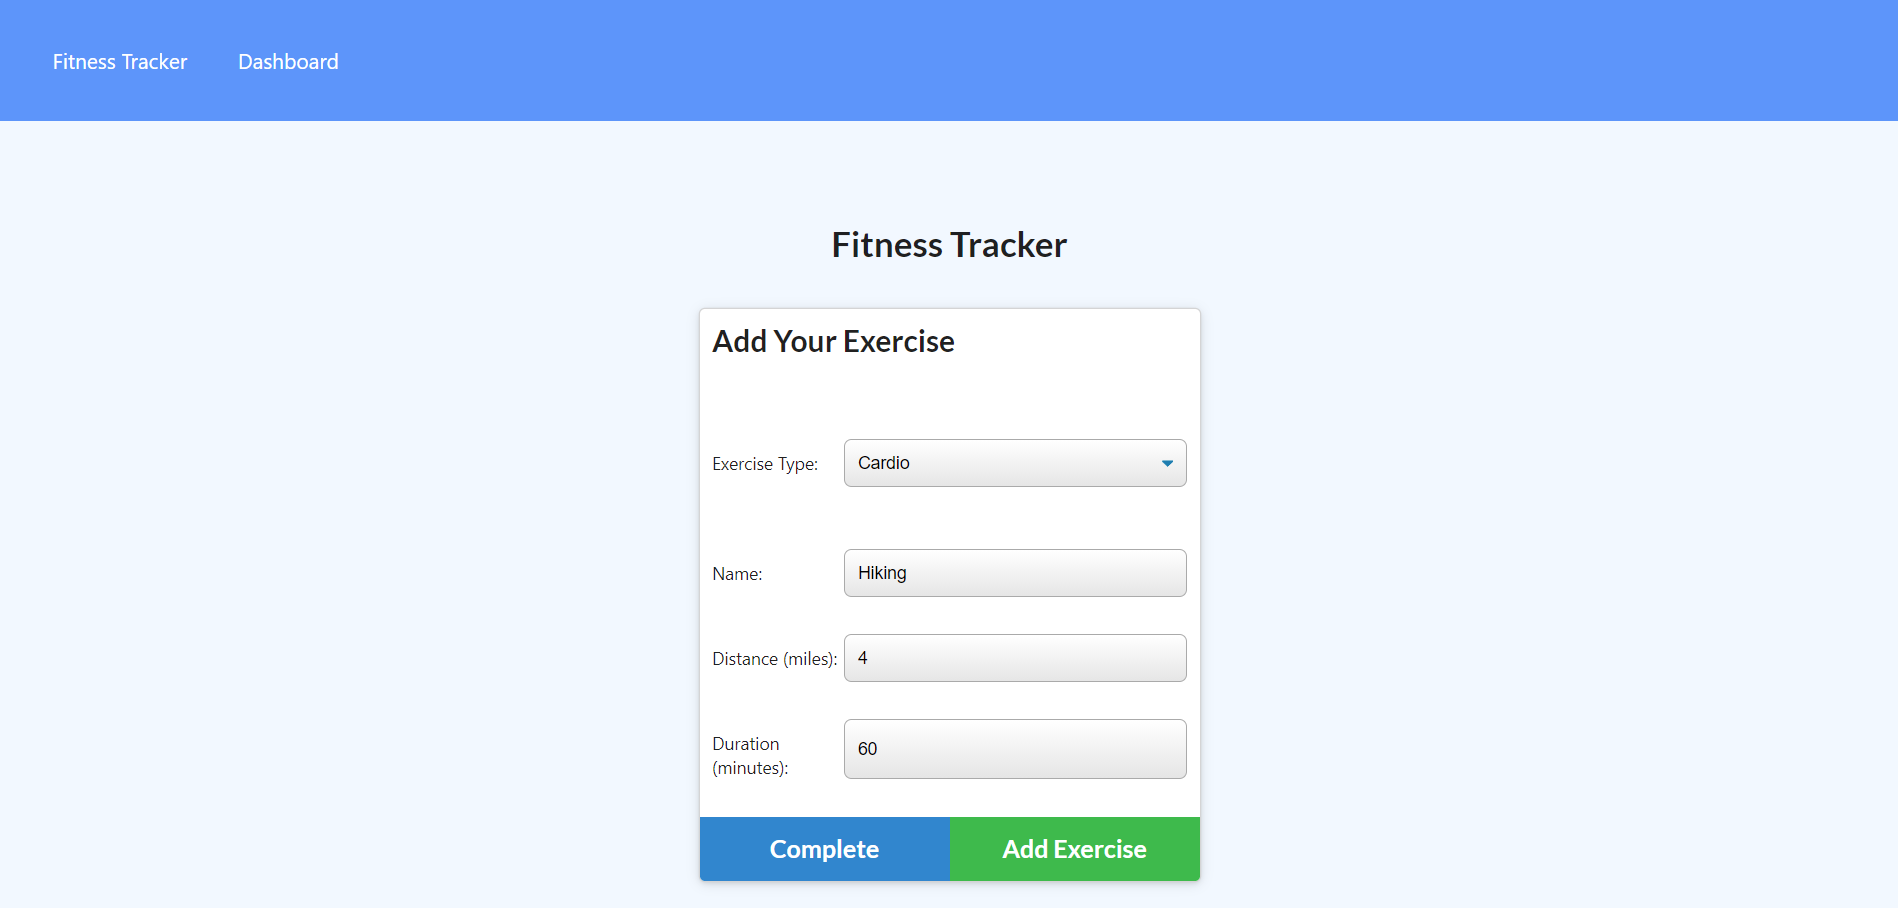 Fitness Tracker Dashboard
Fitness Tracker
Add Your Exercise
Exercise Type: Cardio
Name: Hiking
Distance (miles): 4
Duration
(minutes): 60
Complete Add Exercise